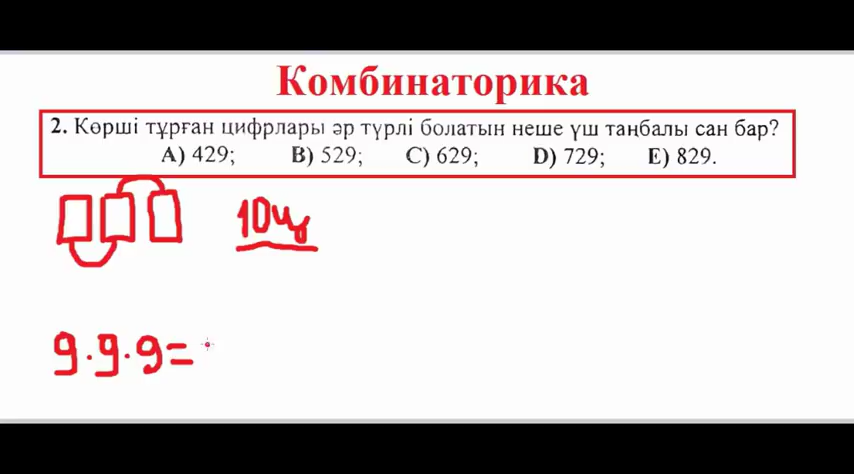 Комбинаторика
2. Көрші тұрған цифрлары әр түрлі болатын неше үш таңбалы сан бар?
A) 429; B) 529; C) 629; D) 729; E) 829.
10ц
9·9·9=